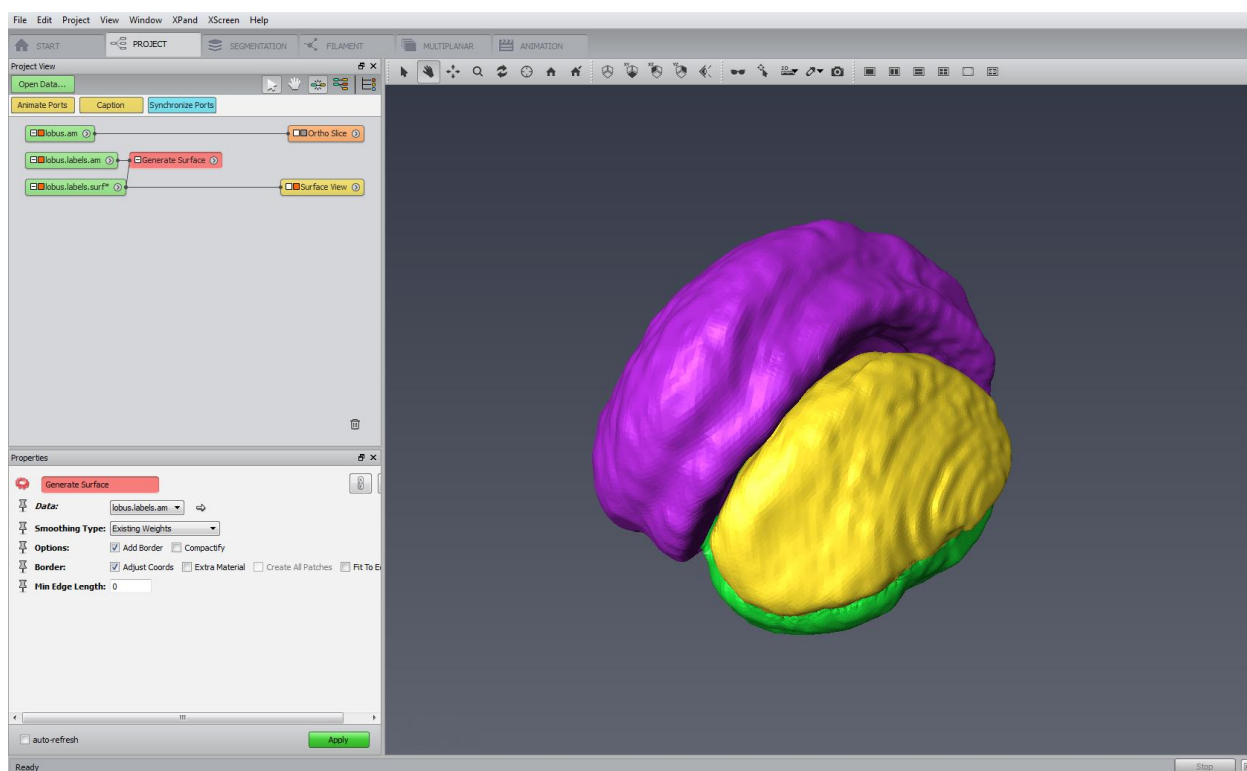 File Edit Project View Window XPand XScreen Help
START PROJECT SEGMENTATION FILAMENT MULTIPLANAR ANIMATION
Project View
Open Data...
Animate Ports Caption Synchronize Ports
lobus.am Ortho Slice
lobus.labels.am Generate Surface
lobus.labels.surf* Surface View
Properties
Generate Surface
Data: lobus.labels.am
Smoothing Type: Existing Weights
Options: Add Border Compactify
Border: Adjust Coords Extra Material Create All Patches Fit To E
Min Edge Length: 0
auto-refresh Apply
Ready Stop